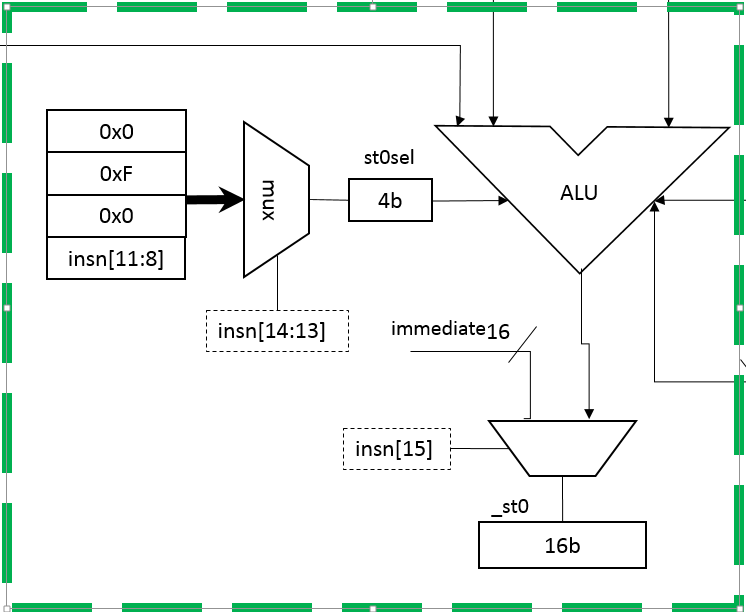 0x0
0xF
0x0
insn[11:8]
mux
st0sel
4b
ALU
insn[14:13]
immediate16
insn[15]
_st0
16b